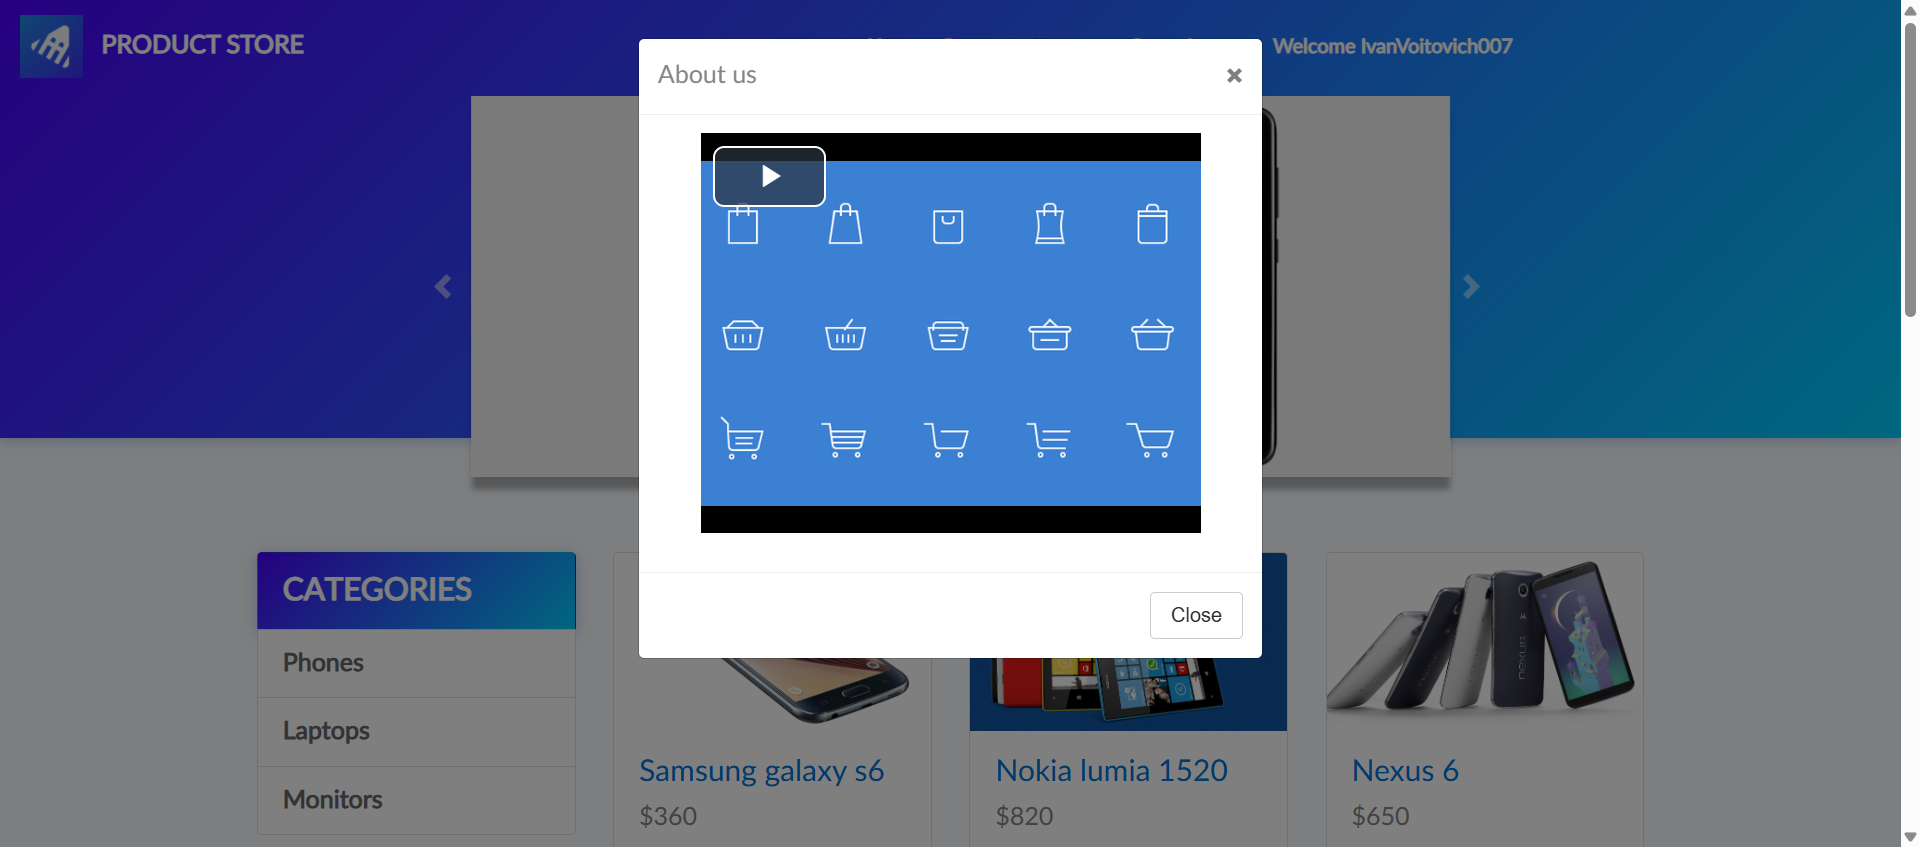 PRODUCT STORE
Welcome IvanVoitovich007
About us
×
Close
CATEGORIES
Phones
Laptops
Monitors
Samsung galaxy s6
$360
Nokia lumia 1520
$820
Nexus 6
$650
nexus